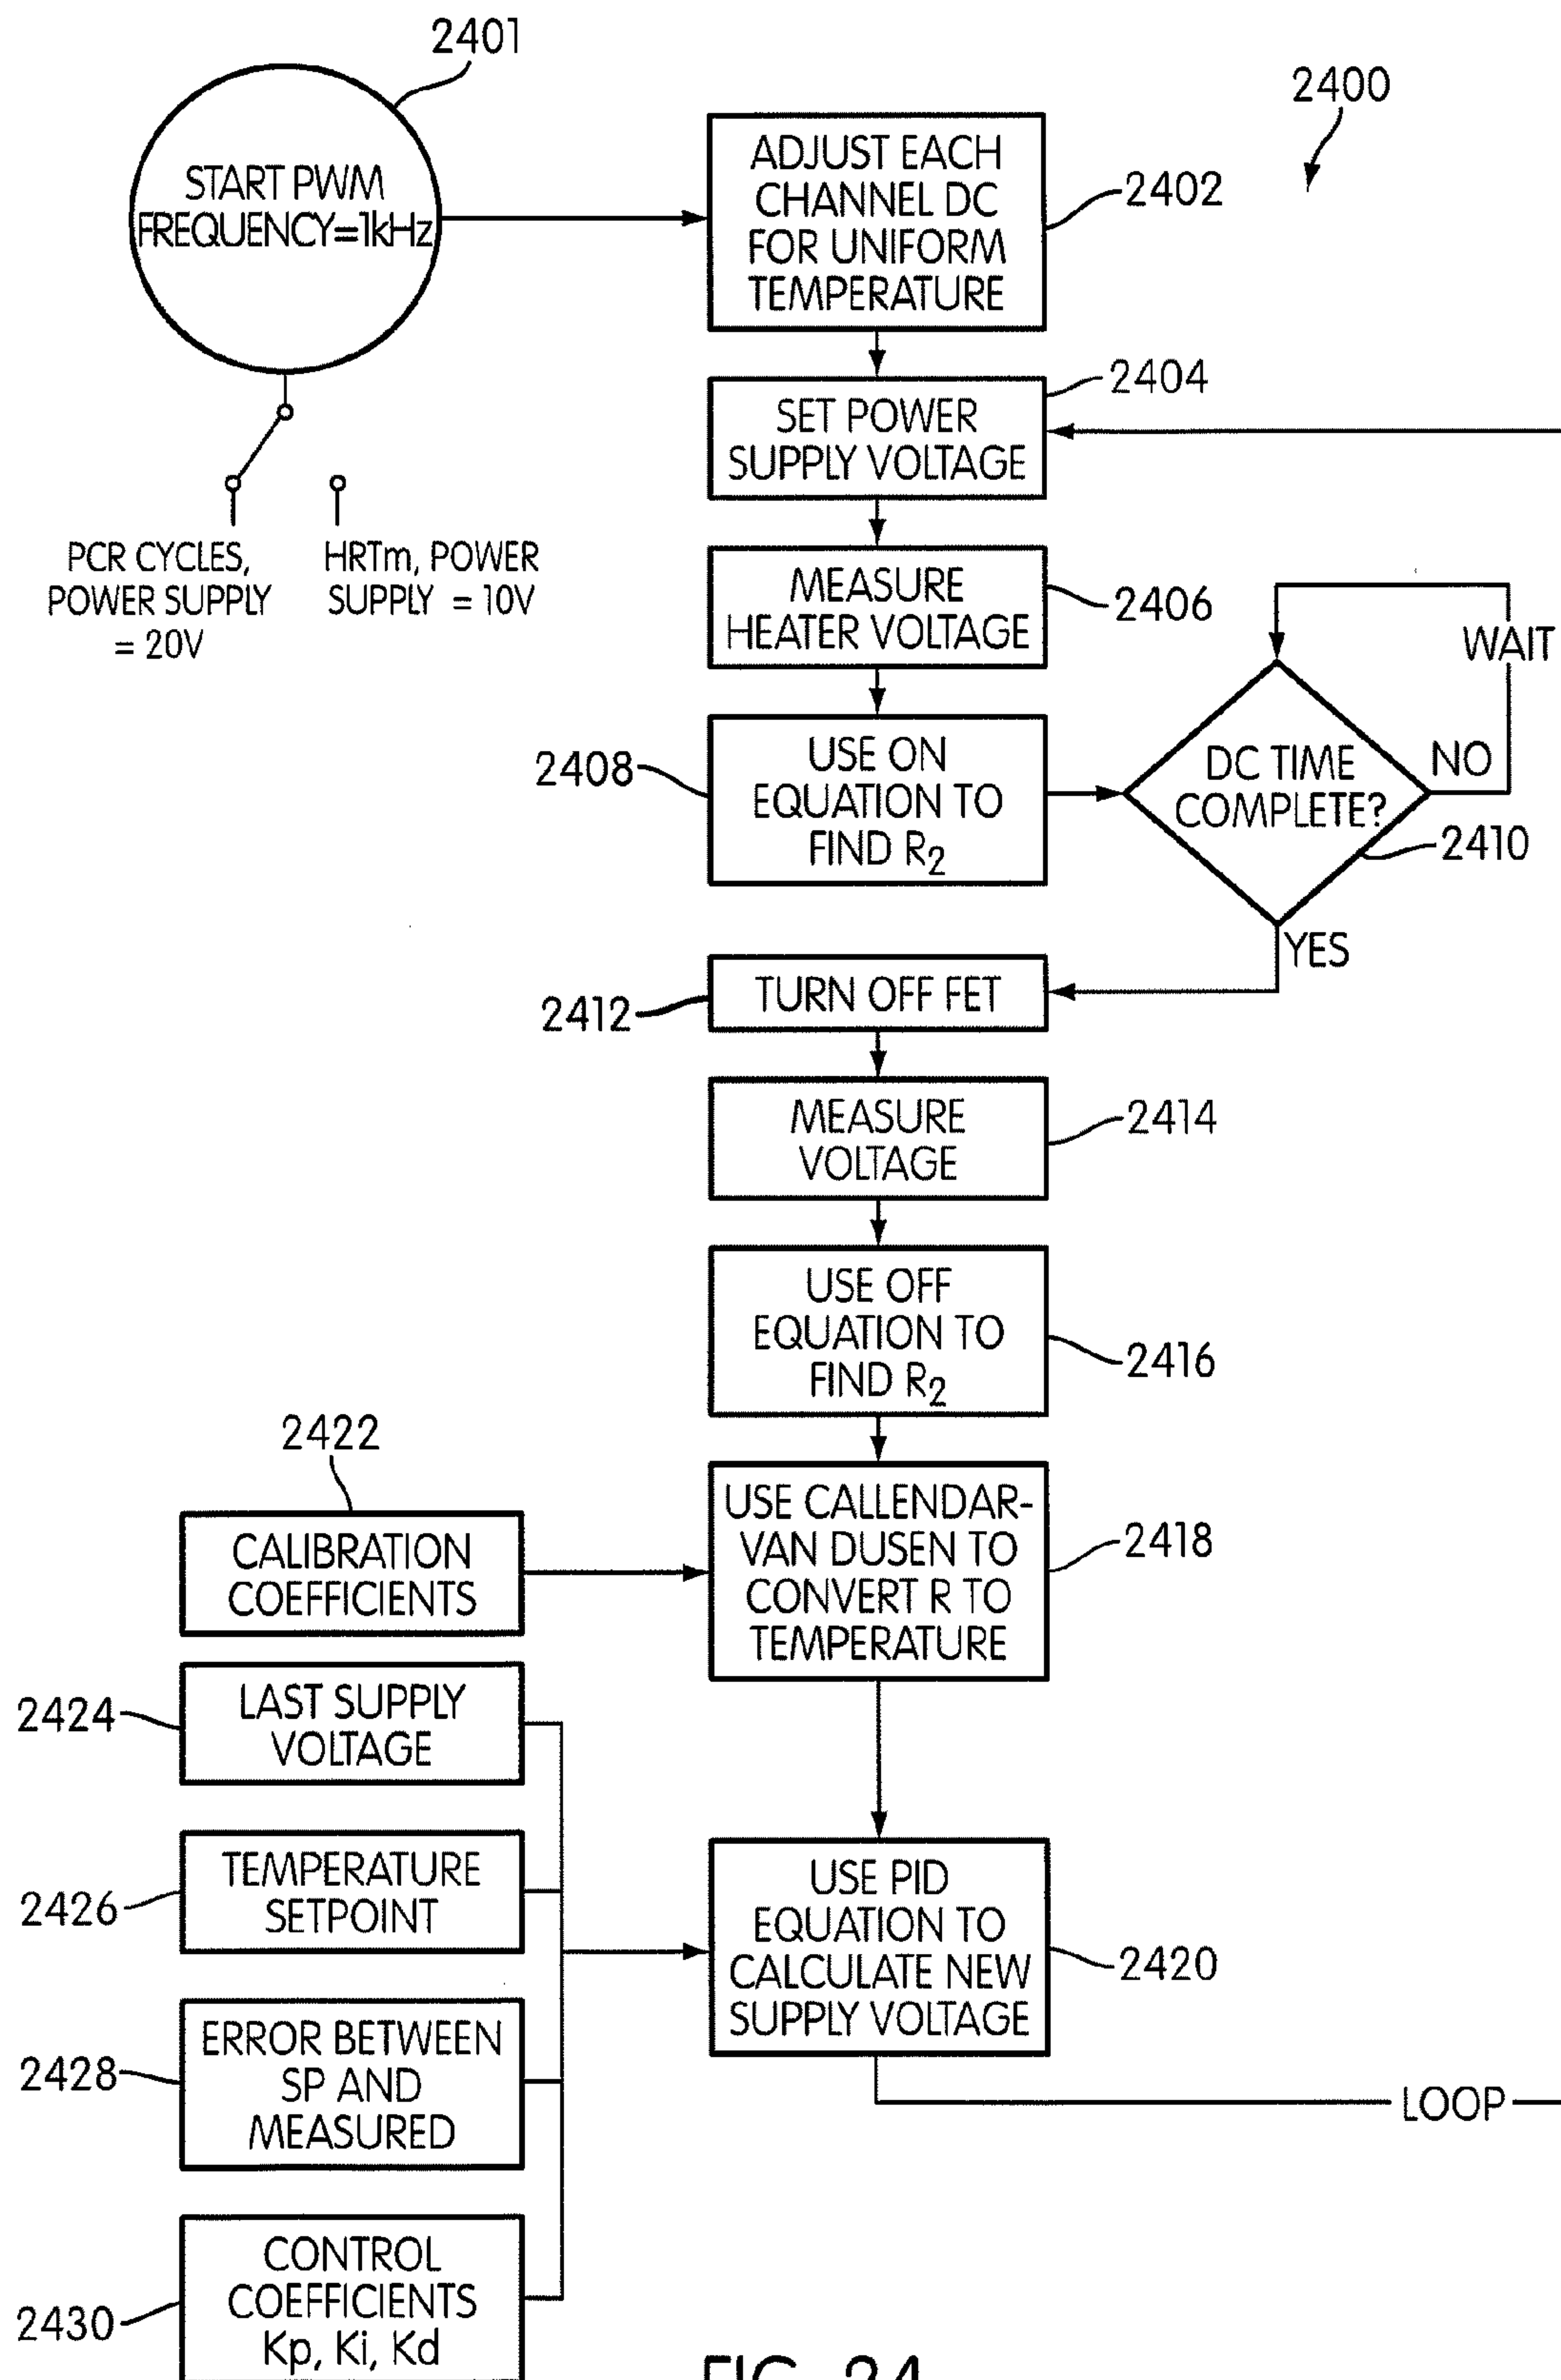 2401
START PWM
FREQUENCY=1kHz
PCR CYCLES,
POWER SUPPLY
= 20V
HRTm, POWER
SUPPLY = 10V
2400
ADJUST EACH
CHANNEL DC
FOR UNIFORM
TEMPERATURE
2402
SET POWER
SUPPLY VOLTAGE
2404
MEASURE
HEATER VOLTAGE
2406
USE ON
EQUATION TO
FIND R2
2408
DC TIME
COMPLETE?
2410
NO
WAIT
YES
TURN OFF FET
2412
MEASURE
VOLTAGE
2414
USE OFF
EQUATION TO
FIND R2
2416
2422
CALIBRATION
COEFFICIENTS
USE CALLENDAR-
VAN DUSEN TO
CONVERT R TO
TEMPERATURE
2418
2424
LAST SUPPLY
VOLTAGE
2426
TEMPERATURE
SETPOINT
2428
ERROR BETWEEN
SP AND
MEASURED
2430
CONTROL
COEFFICIENTS
Kp, Ki, Kd
USE PID
EQUATION TO
CALCULATE NEW
SUPPLY VOLTAGE
2420
LOOP
FIG. 24